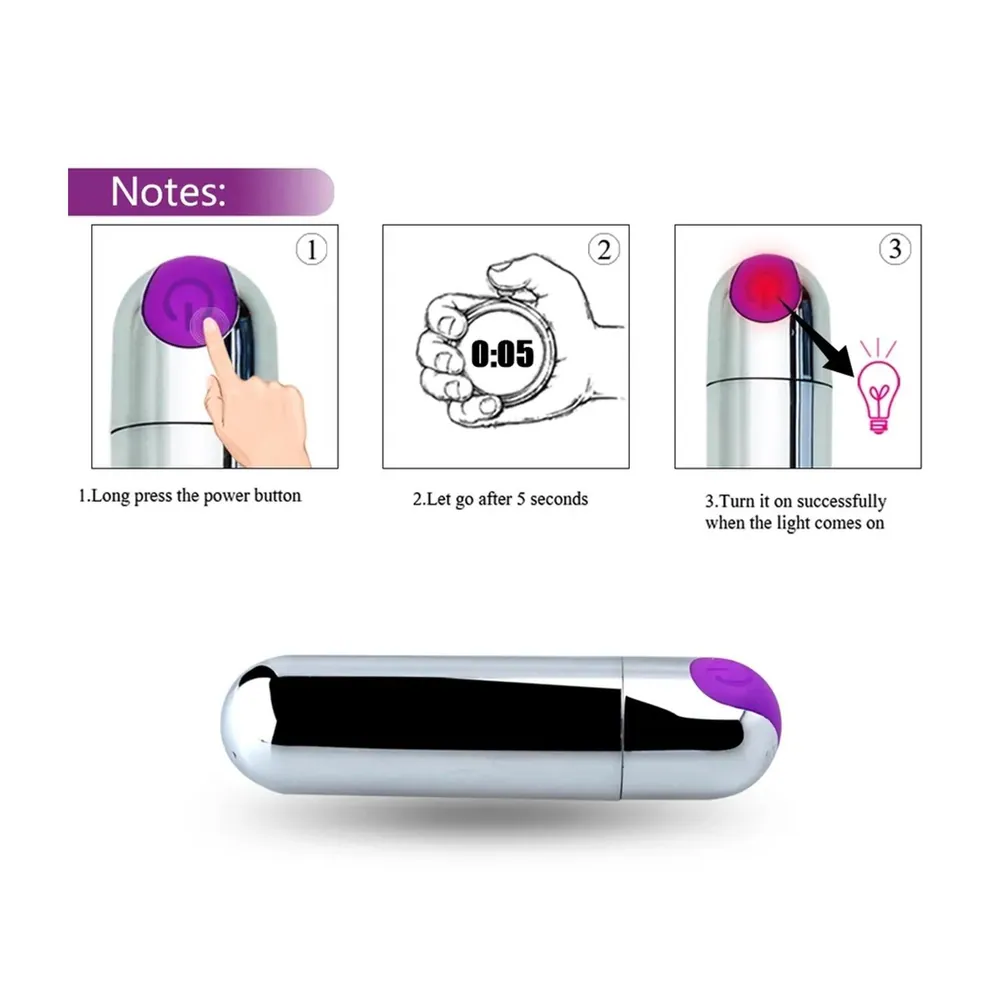 Notes:
1
2
3
0:05
1.Long press the power button
2.Let go after 5 seconds
3.Turn it on successfully
when the light comes on